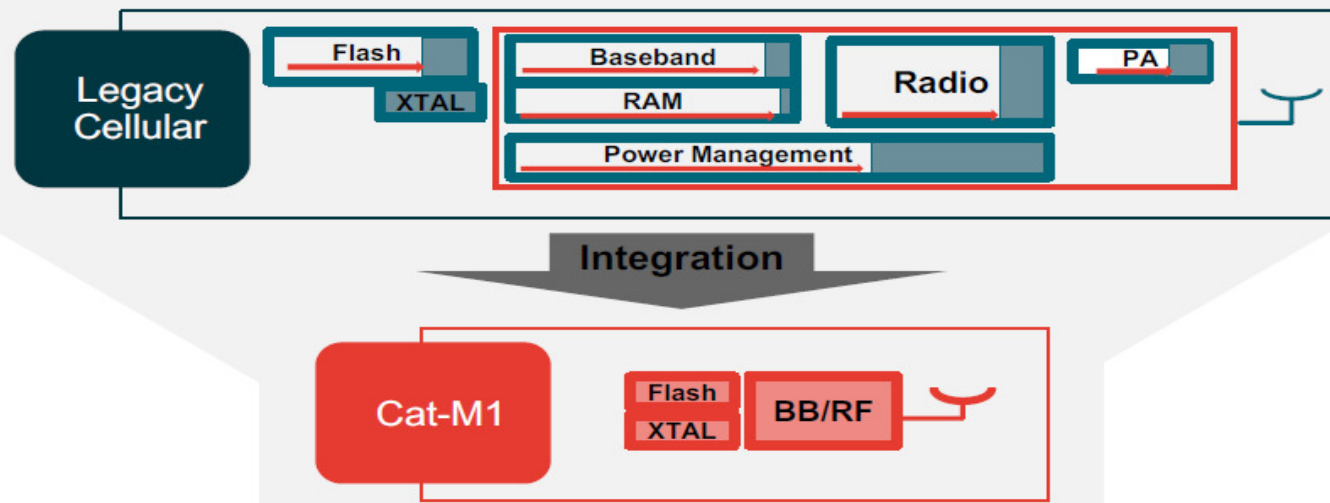 Legacy
Cellular
Flash
XTAL
Baseband
RAM
Power Management
Radio
PA
Integration
Cat-M1
Flash
XTAL
BB/RF